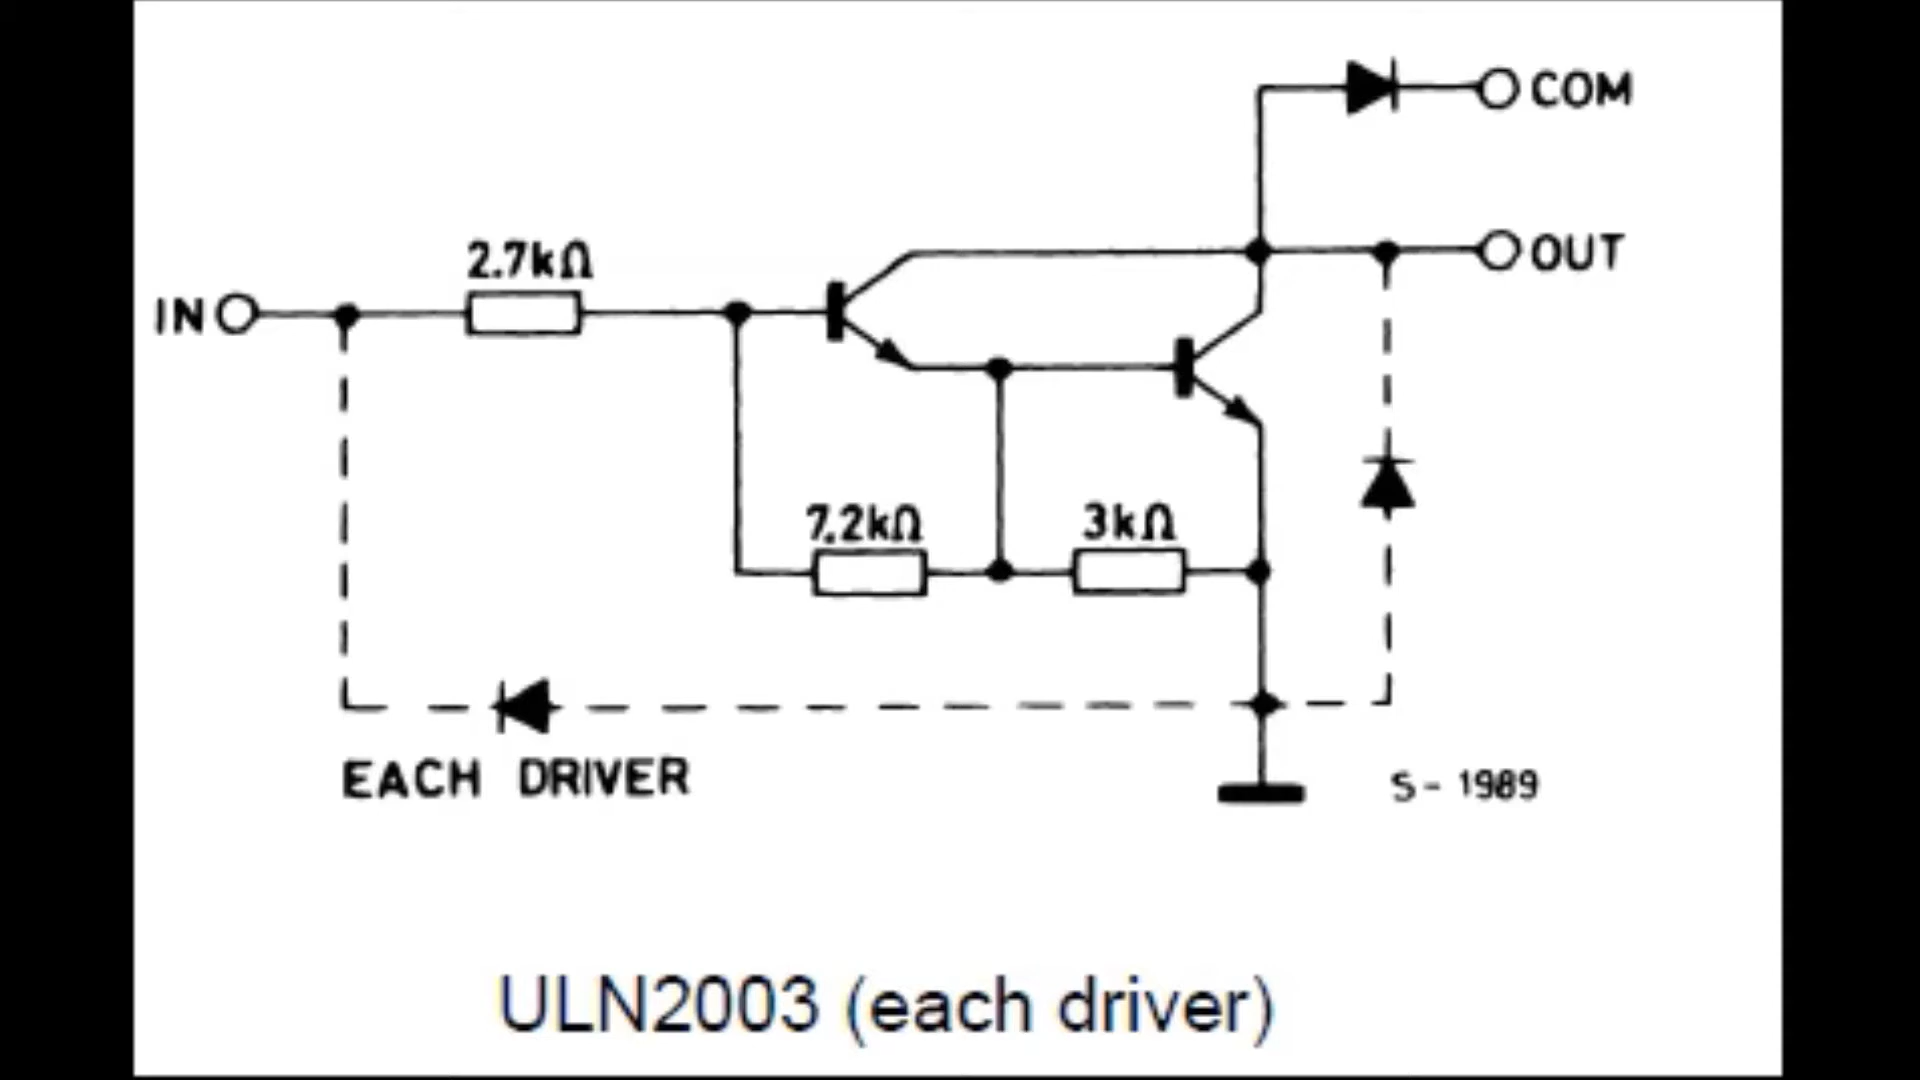 COM
OUT
2.7kΩ
IN
7.2kΩ
3kΩ
EACH DRIVER
S-1989
ULN2003 (each driver)